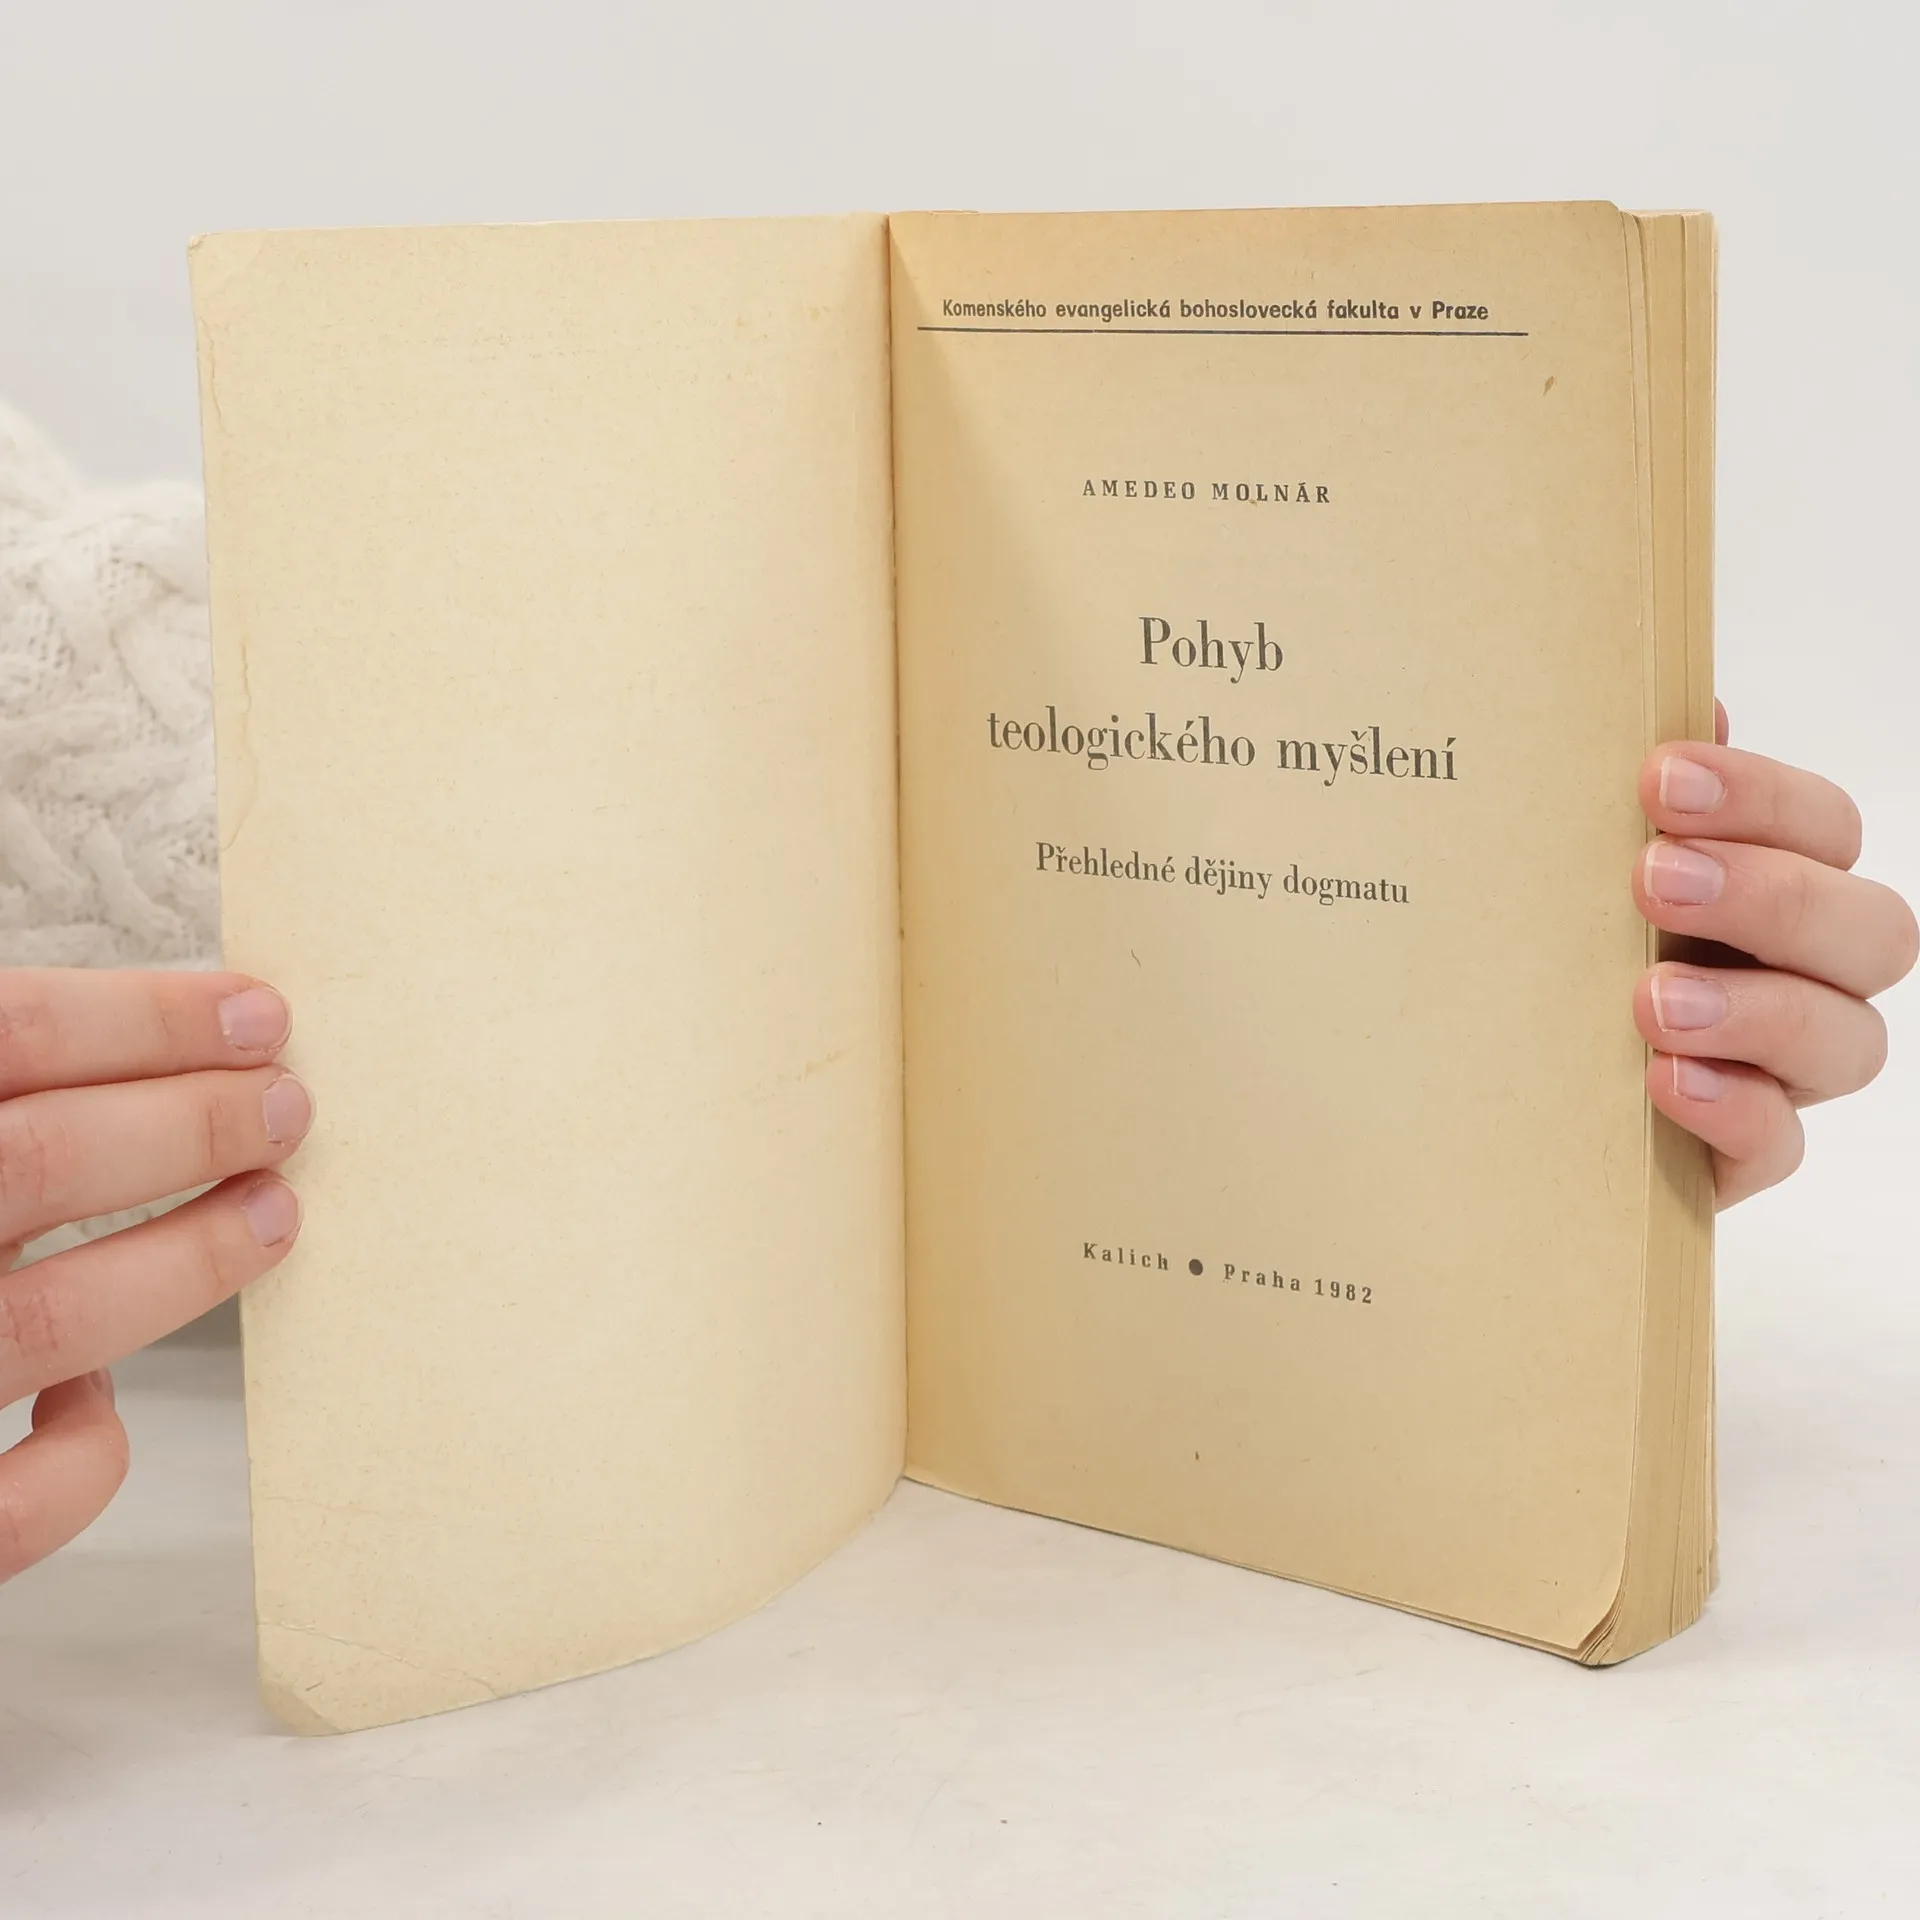 Komenského evangelická bohoslovecká fakulta v Praze
AMEDEO MOLNÁR
Pohyb
teologického myšlení
Přehledné dějiny dogmatu
Kalich ● Praha 1982